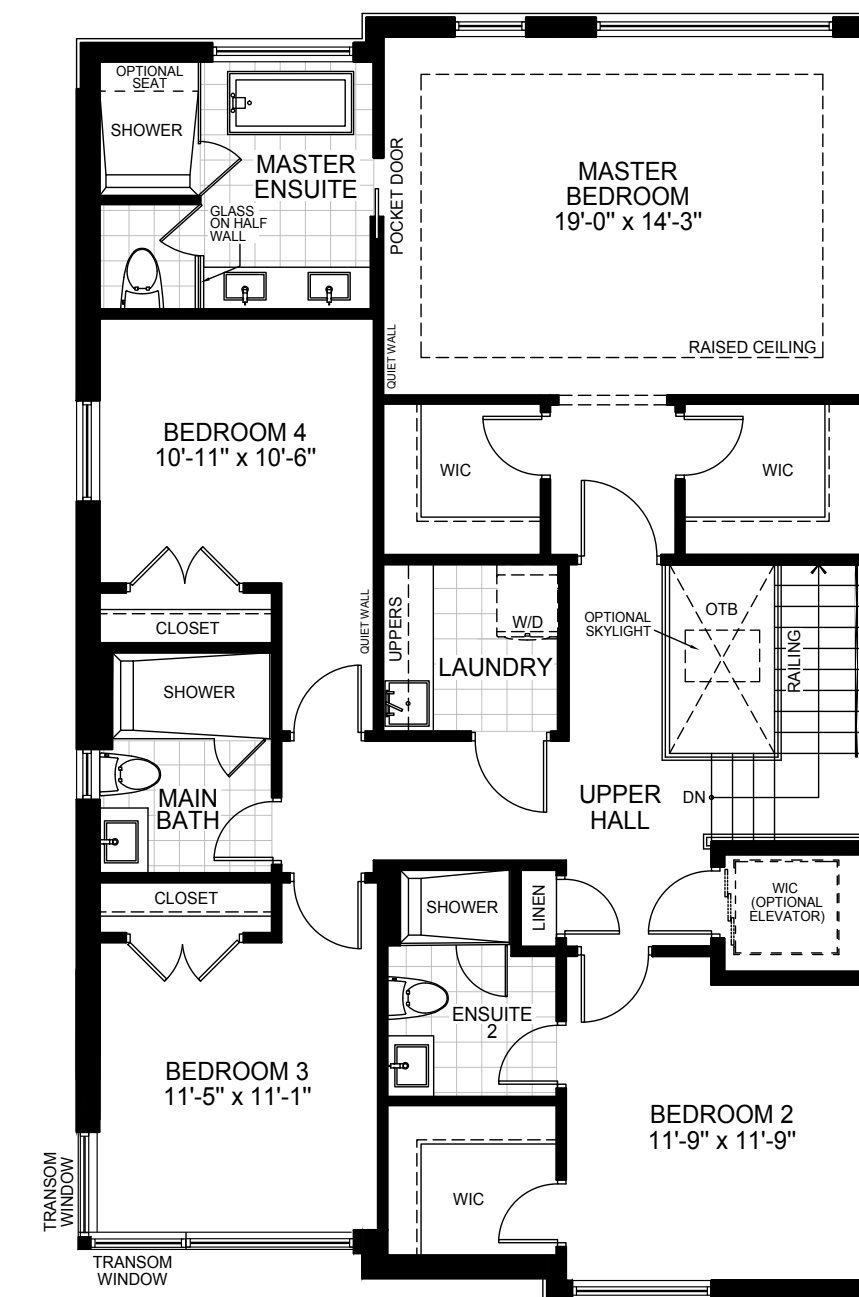 OPTIONAL
SEAT
SHOWER
MASTER
ENSUITE
GLASS
ON HALF
WALL
POCKET DOOR
MASTER
BEDROOM
19'-0" x 14'-3"
RAISED CEILING
QUIET WALL
BEDROOM 4
10'-11" x 10'-6"
WIC
WIC
CLOSET
QUIET WALL
UPPERS
W/D
LAUNDRY
OPTIONAL
SKYLIGHT
OTB
RAILING
SHOWER
MAIN
BATH
UPPER
HALL
DN
CLOSET
SHOWER
LINEN
WIC
(OPTIONAL
ELEVATOR)
ENSUITE
2
BEDROOM 3
11'-5" x 11'-1"
BEDROOM 2
11'-9" x 11'-9"
WIC
TRANSOM
WINDOW
TRANSOM
WINDOW